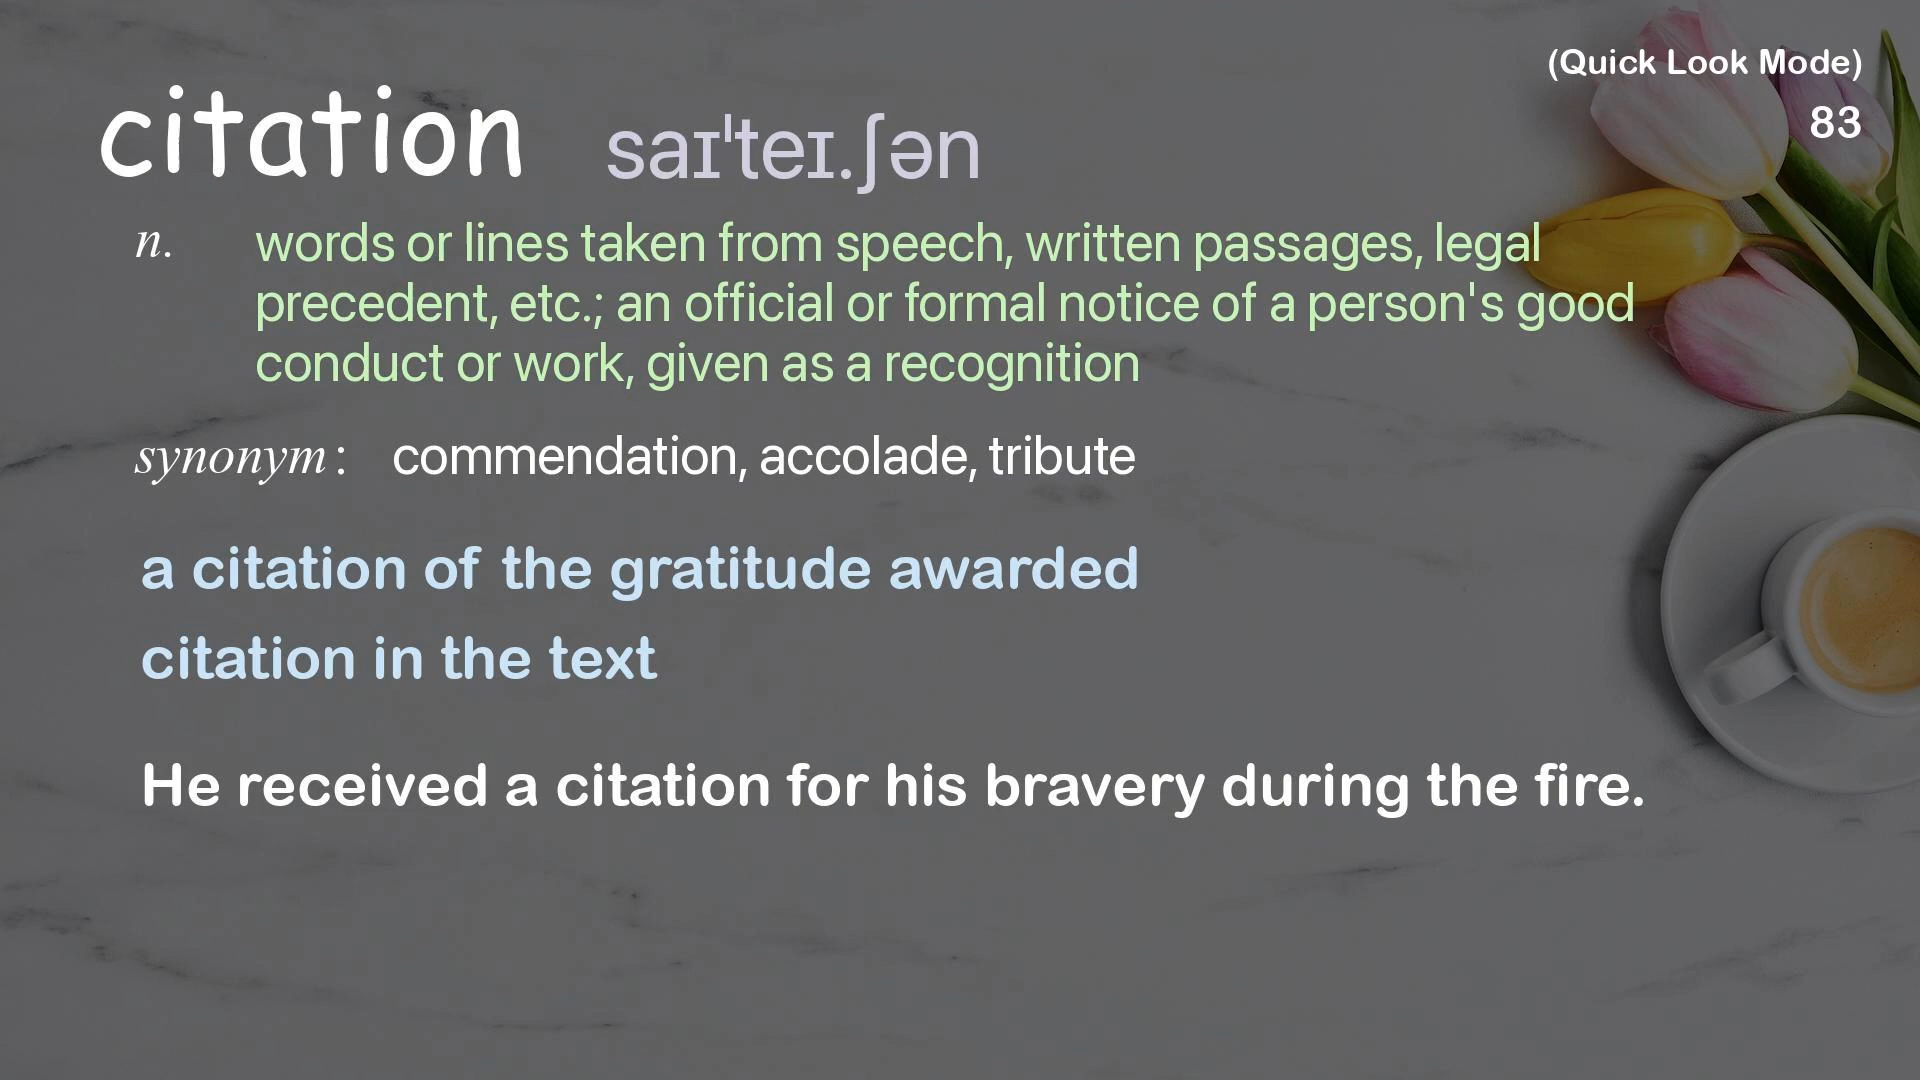 (Quick Look Mode)
83
citation saɪˈteɪ.ʃən
n. words or lines taken from speech, written passages, legal
precedent, etc.; an official or formal notice of a person's good
conduct or work, given as a recognition
synonym: commendation, accolade, tribute
a citation of the gratitude awarded
citation in the text
He received a citation for his bravery during the fire.